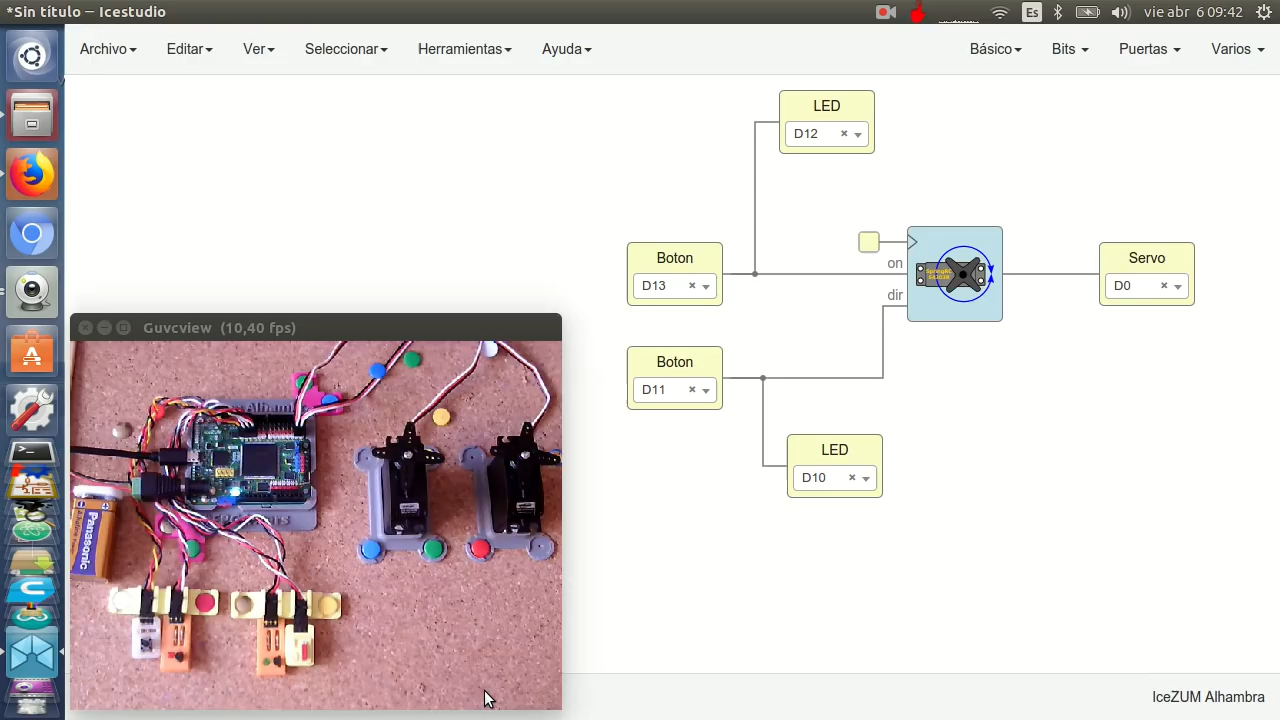 *Sin título – Icestudio
Es
vie abr 6 09:42
Archivo
Editar
Ver
Seleccionar
Herramientas
Ayuda
Básico
Bits
Puertas
Varios
LED
D12
Boton
D13
on
dir
SpringRC
Servo
D0
Boton
D11
LED
D10
Guvcview (10,40 fps)
Panasonic
IceZUM Alhambra